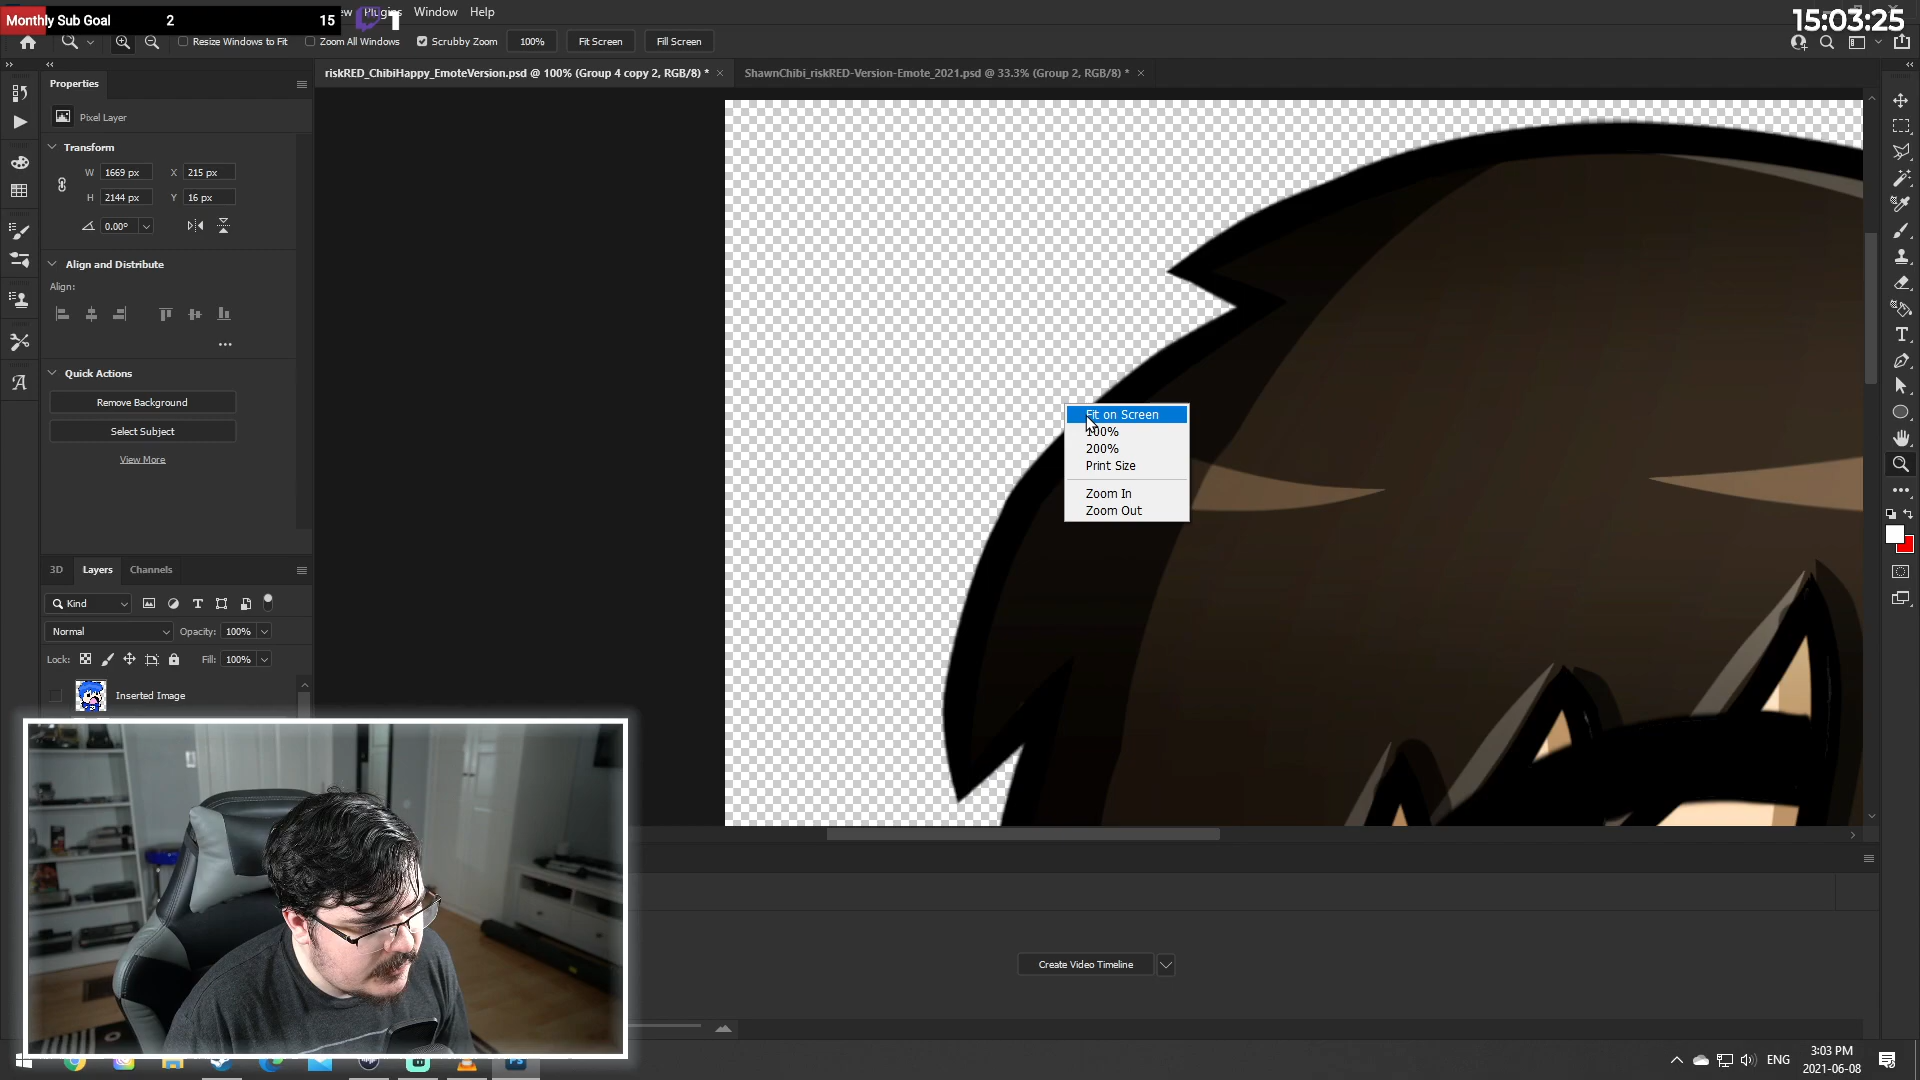 Monthly Sub Goal 2 15
1
Plugins Window Help
15:03:25
Resize Windows to Fit Zoom All Windows Scrubby Zoom 100% Fit Screen Fill Screen
riskRED_ChibiHappy_EmoteVersion.psd @ 100% (Group 4 copy 2, RGB/8) * ×
ShawnChibi_riskRED-Version-Emote_2021.psd @ 33.3% (Group 2, RGB/8) * ×
Properties
Pixel Layer
Transform
W 1669 px X 215 px
H 2144 px Y 16 px
0.00°
Align and Distribute
Align:
Quick Actions
Remove Background
Select Subject
View More
Fit on Screen
100%
200%
Print Size
Zoom In
Zoom Out
3D Layers Channels
Kind
Normal Opacity: 100%
Lock: Fill: 100%
Inserted Image
Create Video Timeline
ENG
3:03 PM
2021-06-08